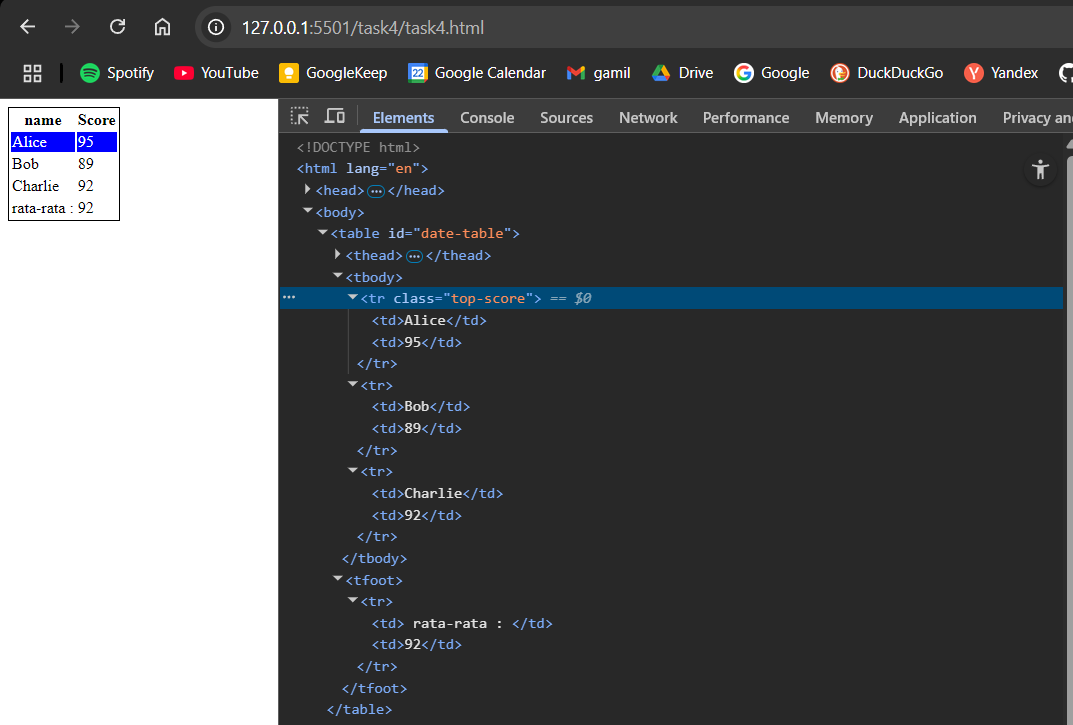 127.0.0.1:5501/task4/task4.html
Spotify YouTube GoogleKeep 22 Google Calendar gamil Drive Google DuckDuckGo Y Yandex
name Score
Alice 95
Bob 89
Charlie 92
rata-rata : 92
Elements Console Sources Network Performance Memory Application Privacy an
<!DOCTYPE html>
<html lang="en">
<head>…</head>
<body>
<table id="date-table">
<thead>…</thead>
<tbody>
… <tr class="top-score"> == $0
<td>Alice</td>
<td>95</td>
</tr>
<tr>
<td>Bob</td>
<td>89</td>
</tr>
<tr>
<td>Charlie</td>
<td>92</td>
</tr>
</tbody>
<tfoot>
<tr>
<td> rata-rata : </td>
<td>92</td>
</tr>
</tfoot>
</table>